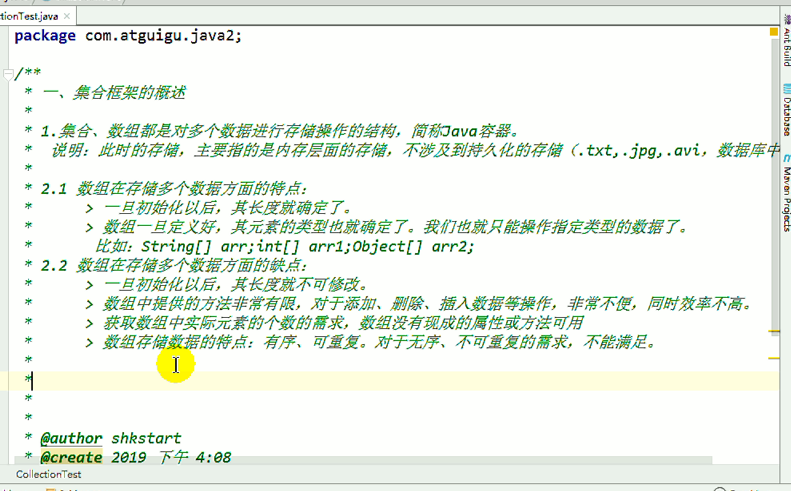 ctionTest.java ×
package com.atguigu.java2;
/**
* 一、集合框架的概述
*
* 1.集合、数组都是对多个数据进行存储操作的结构，简称Java容器。
* 说明：此时的存储，主要指的是内存层面的存储，不涉及到持久化的存储（.txt,.jpg,.avi，数据库中
*
* 2.1 数组在存储多个数据方面的特点：
* > 一旦初始化以后，其长度就确定了。
* > 数组一旦定义好，其元素的类型也就确定了。我们也就只能操作指定类型的数据了。
* 比如：String[] arr;int[] arr1;Object[] arr2;
* 2.2 数组在存储多个数据方面的缺点：
* > 一旦初始化以后，其长度就不可修改。
* > 数组中提供的方法非常有限，对于添加、删除、插入数据等操作，非常不便，同时效率不高。
* > 获取数组中实际元素的个数的需求，数组没有现成的属性或方法可用
* > 数组存储数据的特点：有序、可重复。对于无序、不可重复的需求，不能满足。
*
*
*
*
* @author shkstart
* @create 2019 下午 4:08
CollectionTest
Ant Build
Database
Maven Projects